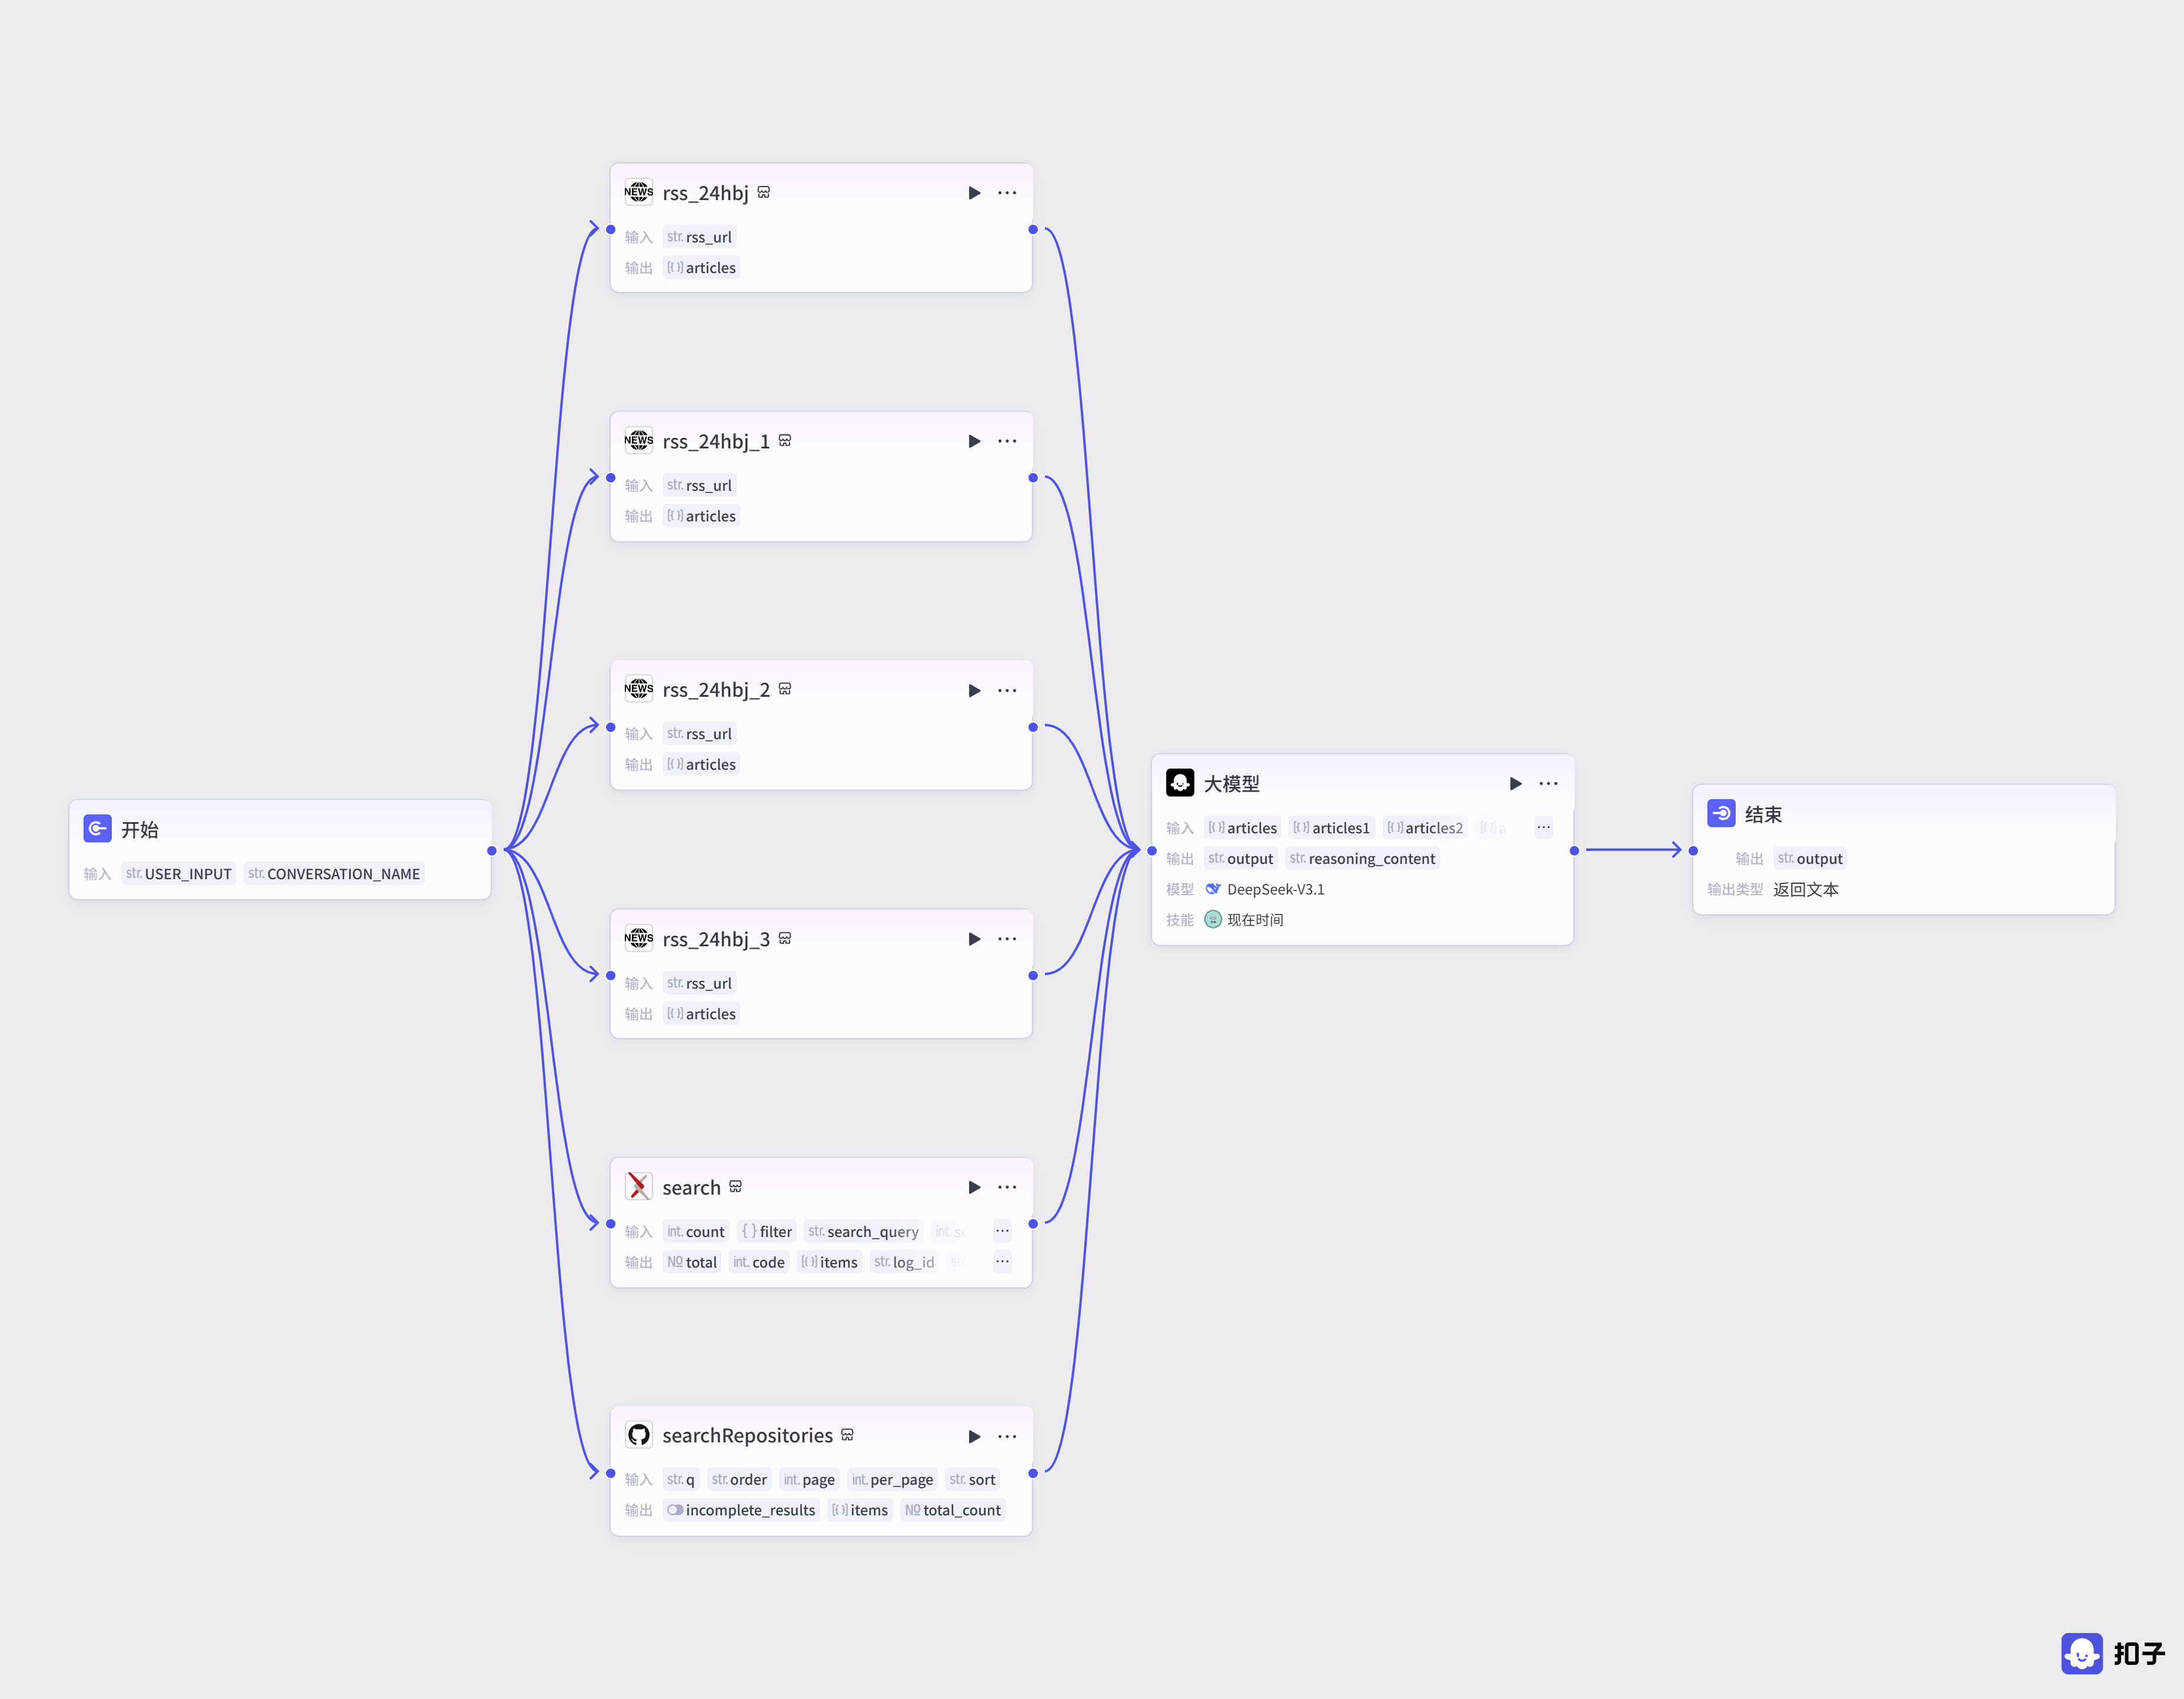 NEWS rss_24hbj
输入 str. rss_url
输出 [{}] articles
NEWS rss_24hbj_1
输入 str. rss_url
输出 [{}] articles
NEWS rss_24hbj_2
输入 str. rss_url
输出 [{}] articles
开始
输入 str. USER_INPUT str. CONVERSATION_NAME
NEWS rss_24hbj_3
输入 str. rss_url
输出 [{}] articles
search
输入 int. count {} filter str. search_query int.
输出 No total int. code [{}] items str. log_id
searchRepositories
输入 str. q str. order int. page int. per_page str. sort
输出 incomplete_results [{}] items No total_count
大模型
输入 [{}] articles [{}] articles1 [{}] articles2
输出 str. output str. reasoning_content
模型 DeepSeek-V3.1
技能 现在时间
结束
输出 str. output
输出类型 返回文本
扣子